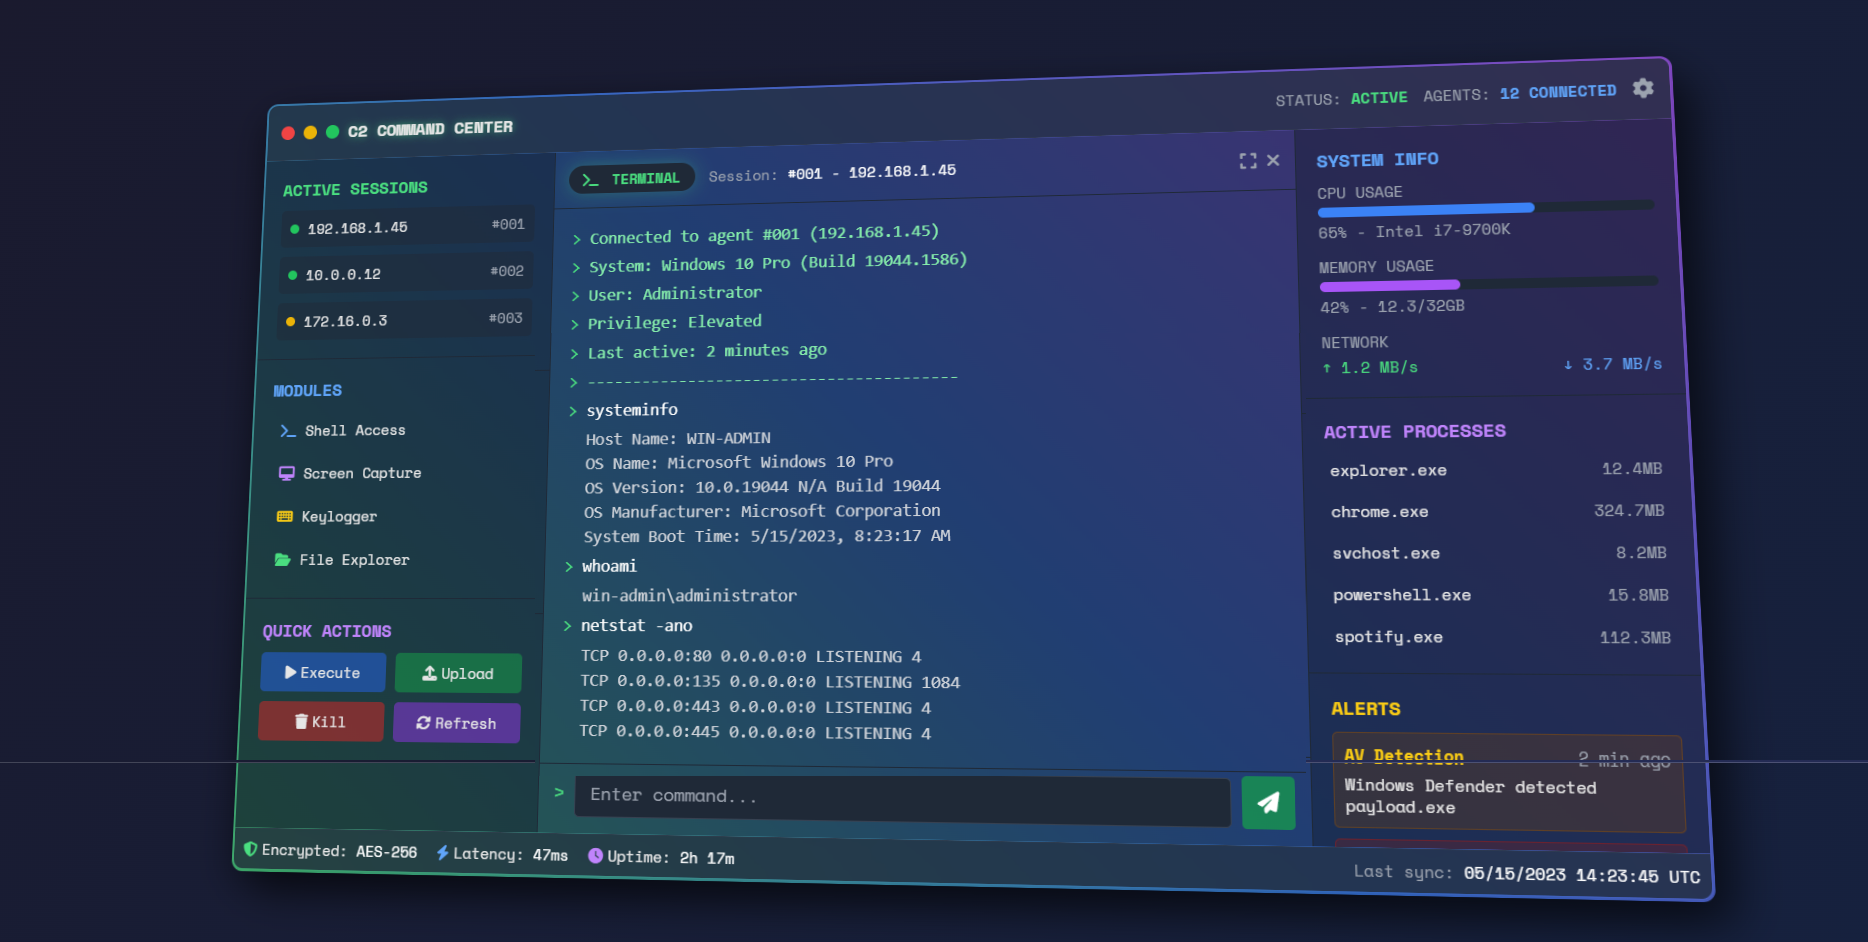 C2 COMMAND CENTER
STATUS: ACTIVE AGENTS: 12 CONNECTED
ACTIVE SESSIONS
192.168.1.45 #001
10.0.0.12 #002
172.16.0.3 #003
MODULES
Shell Access
Screen Capture
Keylogger
File Explorer
QUICK ACTIONS
Execute Upload
Kill Refresh
TERMINAL Session: #001 - 192.168.1.45
> Connected to agent #001 (192.168.1.45)
> System: Windows 10 Pro (Build 19044.1586)
> User: Administrator
> Privilege: Elevated
> Last active: 2 minutes ago
> ----------------------------------------
> systeminfo
Host Name: WIN-ADMIN
OS Name: Microsoft Windows 10 Pro
OS Version: 10.0.19044 N/A Build 19044
OS Manufacturer: Microsoft Corporation
System Boot Time: 5/15/2023, 8:23:17 AM
> whoami
win-admin\administrator
> netstat -ano
TCP 0.0.0.0:80 0.0.0.0:0 LISTENING 4
TCP 0.0.0.0:135 0.0.0.0:0 LISTENING 1084
TCP 0.0.0.0:443 0.0.0.0:0 LISTENING 4
TCP 0.0.0.0:445 0.0.0.0:0 LISTENING 4
> Enter command...
SYSTEM INFO
CPU USAGE
65% - Intel i7-9700K
MEMORY USAGE
42% - 12.3/32GB
NETWORK
↑ 1.2 MB/s ↓ 3.7 MB/s
ACTIVE PROCESSES
explorer.exe 12.4MB
chrome.exe 324.7MB
svchost.exe 8.2MB
powershell.exe 15.8MB
spotify.exe 112.3MB
ALERTS
AV Detection 2 min ago
Windows Defender detected
payload.exe
Encrypted: AES-256 Latency: 47ms Uptime: 2h 17m
Last sync: 05/15/2023 14:23:45 UTC